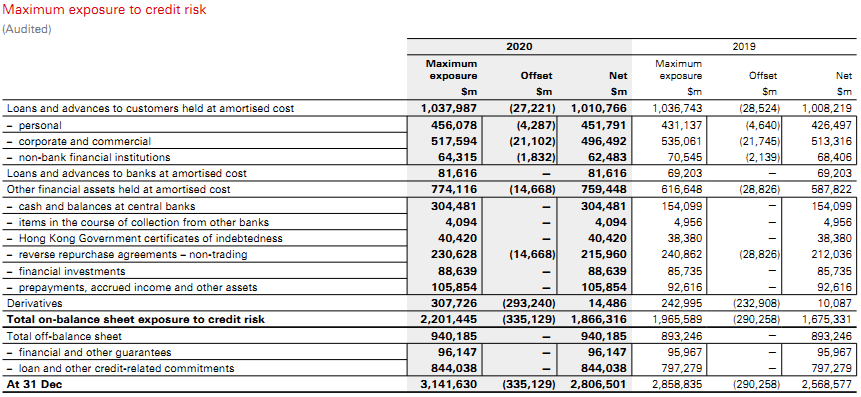 Maximum exposure to credit risk
(Audited)
2020 2019
Maximum exposure Offset Net Maximum exposure Offset Net
$m $m $m $m $m $m
Loans and advances to customers held at amortised cost 1,037,987 (27,221) 1,010,766 1,036,743 (28,524) 1,008,219
– personal 456,078 (4,287) 451,791 431,137 (4,640) 426,497
– corporate and commercial 517,594 (21,102) 496,492 535,061 (21,745) 513,316
– non-bank financial institutions 64,315 (1,832) 62,483 70,545 (2,139) 68,406
Loans and advances to banks at amortised cost 81,616 – 81,616 69,203 – 69,203
Other financial assets held at amortised cost 774,116 (14,668) 759,448 616,648 (28,826) 587,822
– cash and balances at central banks 304,481 – 304,481 154,099 – 154,099
– items in the course of collection from other banks 4,094 – 4,094 4,956 – 4,956
– Hong Kong Government certificates of indebtedness 40,420 – 40,420 38,380 – 38,380
– reverse repurchase agreements – non-trading 230,628 (14,668) 215,960 240,862 (28,826) 212,036
– financial investments 88,639 – 88,639 85,735 – 85,735
– prepayments, accrued income and other assets 105,854 – 105,854 92,616 – 92,616
Derivatives 307,726 (293,240) 14,486 242,995 (232,908) 10,087
Total on-balance sheet exposure to credit risk 2,201,445 (335,129) 1,866,316 1,965,589 (290,258) 1,675,331
Total off-balance sheet 940,185 – 940,185 893,246 – 893,246
– financial and other guarantees 96,147 – 96,147 95,967 – 95,967
– loan and other credit-related commitments 844,038 – 844,038 797,279 – 797,279
At 31 Dec 3,141,630 (335,129) 2,806,501 2,858,835 (290,258) 2,568,577